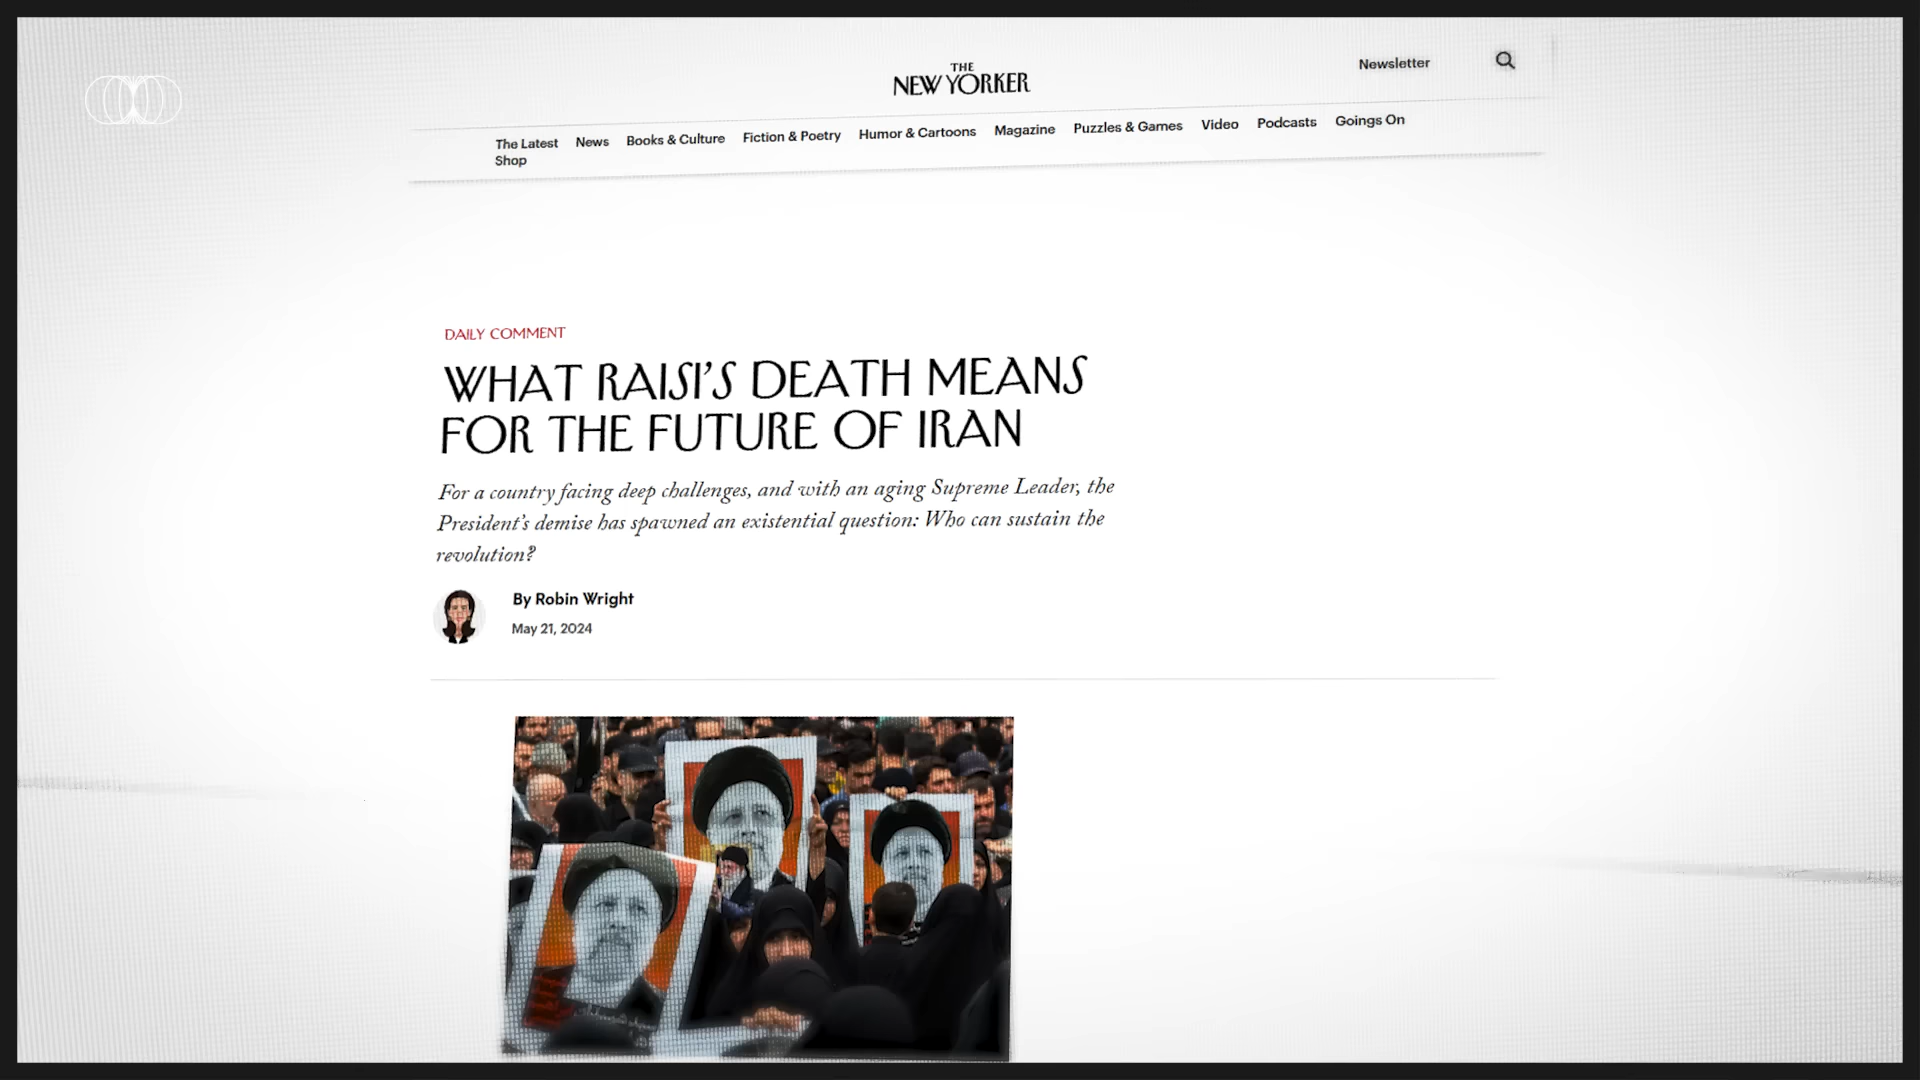 THE
NEW YORKER
Newsletter
The Latest News Books & Culture Fiction & Poetry Humor & Cartoons Magazine Puzzles & Games Video Podcasts Goings On
Shop
DAILY COMMENT
WHAT RAISI'S DEATH MEANS
FOR THE FUTURE OF IRAN
For a country facing deep challenges, and with an aging Supreme Leader, the
President's demise has spawned an existential question: Who can sustain the
revolution?
By Robin Wright
May 21, 2024